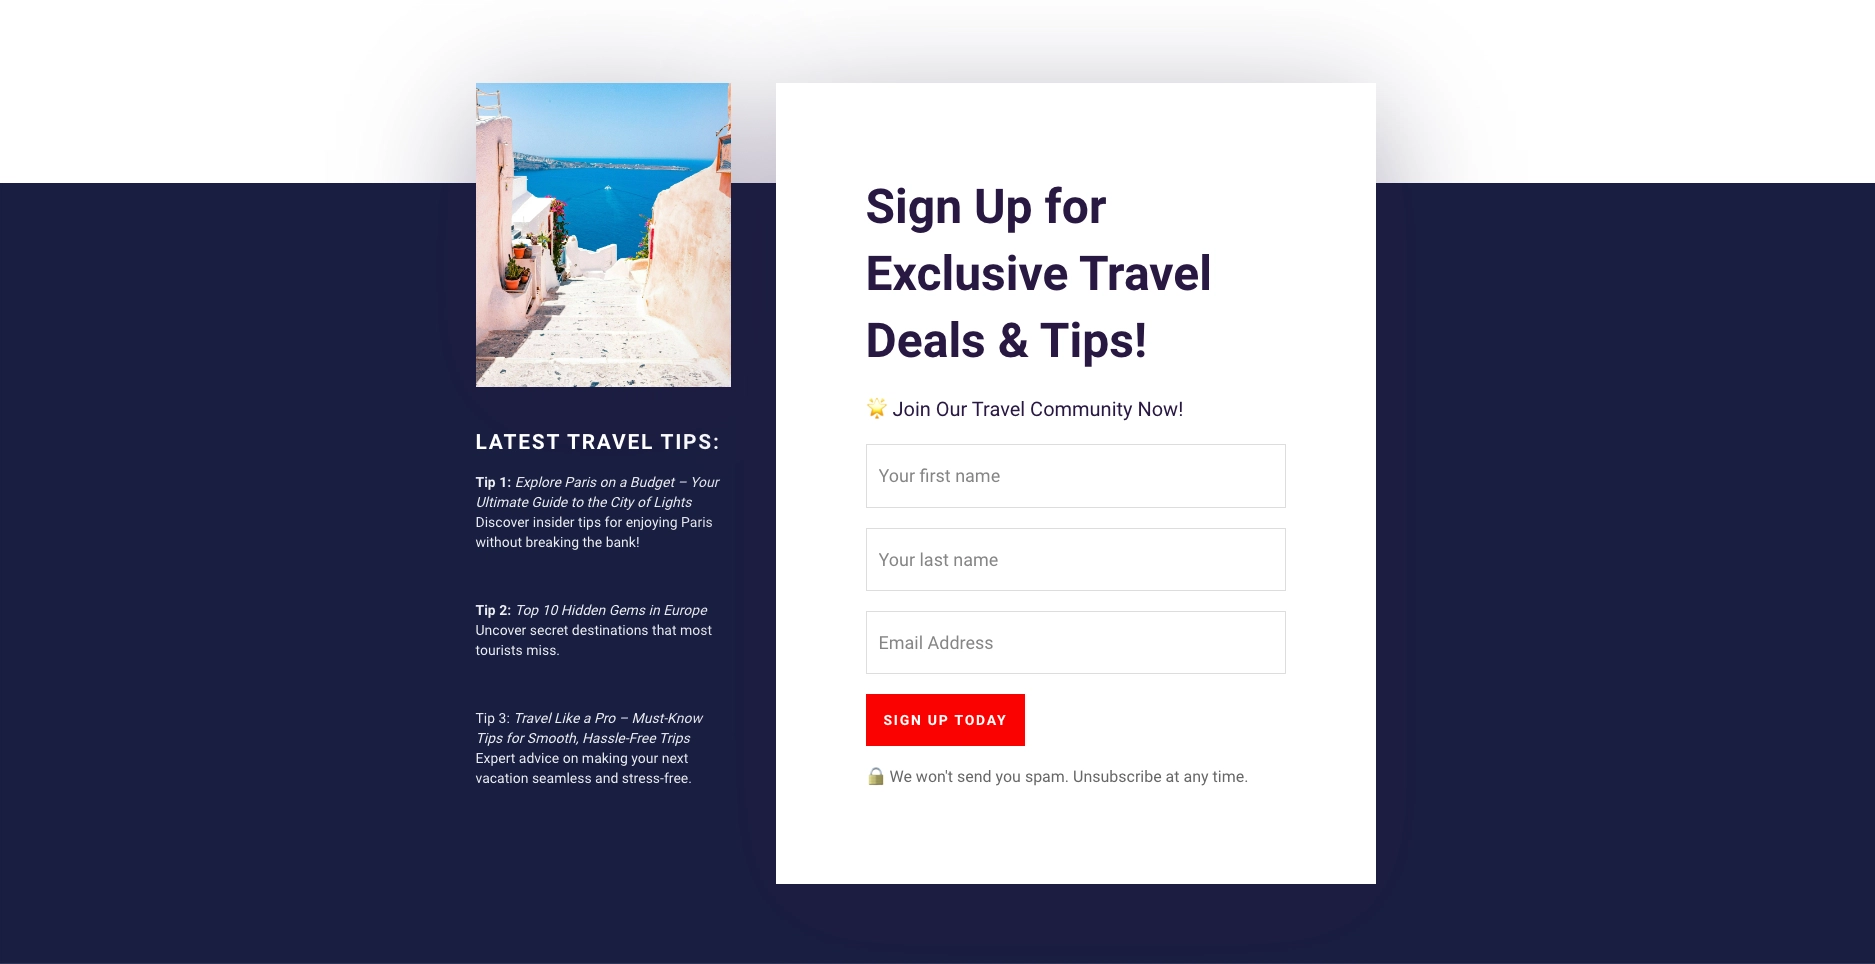 LATEST TRAVEL TIPS:
Tip 1: Explore Paris on a Budget – Your
Ultimate Guide to the City of Lights
Discover insider tips for enjoying Paris
without breaking the bank!
Tip 2: Top 10 Hidden Gems in Europe
Uncover secret destinations that most
tourists miss.
Tip 3: Travel Like a Pro – Must-Know
Tips for Smooth, Hassle-Free Trips
Expert advice on making your next
vacation seamless and stress-free.
Sign Up for
Exclusive Travel
Deals & Tips!
🌟 Join Our Travel Community Now!
Your first name
Your last name
Email Address
SIGN UP TODAY
🔒 We won't send you spam. Unsubscribe at any time.